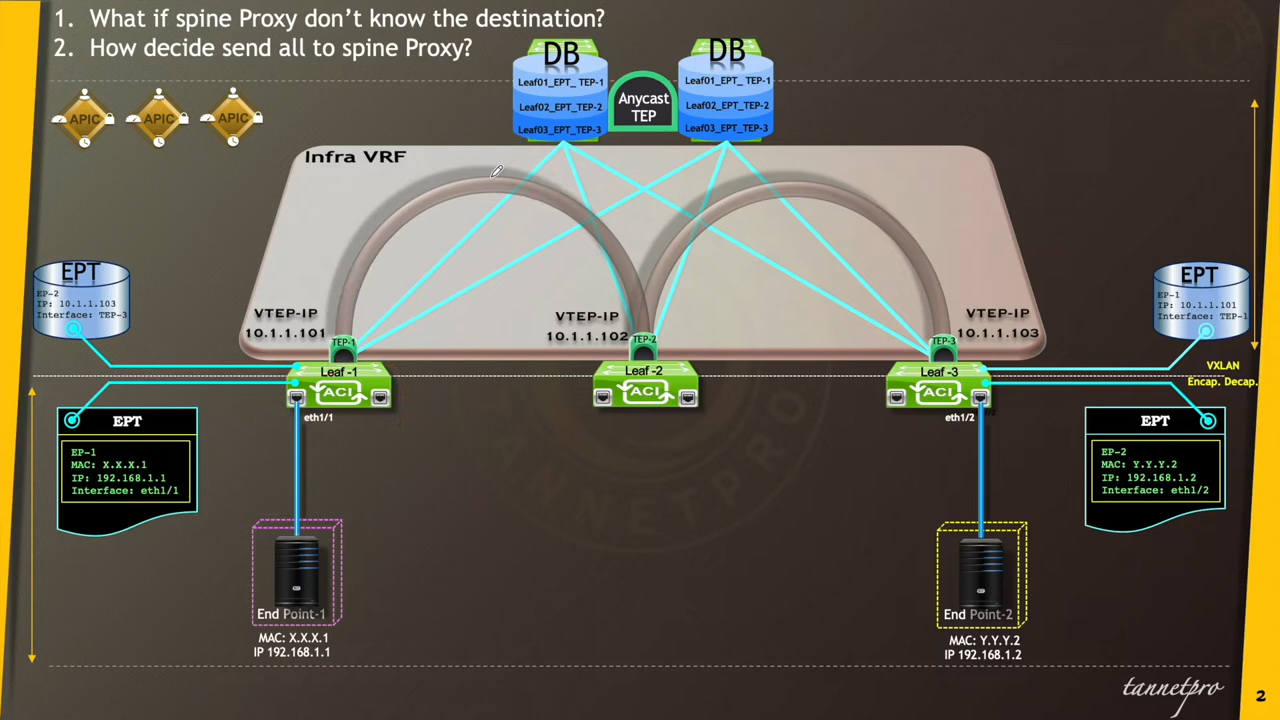 1. What if spine Proxy don't know the destination?
2. How decide send all to spine Proxy?
DB
Leaf01_EPT_ TEP-1
Leaf02_EPT_TEP-2
Leaf03_EPT_TEP-3
Anycast
TEP
DB
Leaf01_EPT_ TEP-1
Leaf02_EPT_TEP-2
Leaf03_EPT_TEP-3
APIC
APIC
APIC
Infra VRF
EPT
EP-2
IP: 10.1.1.103
Interface: TEP-3
VTEP-IP
10.1.1.101
TEP-1
VTEP-IP
10.1.1.102
TEP-2
VTEP-IP
10.1.1.103
TEP-3
EPT
EP-1
IP: 10.1.1.101
Interface: TEP-1
VXLAN
Encap. Decap.
Leaf -1
ACI
eth1/1
Leaf -2
ACI
Leaf -3
ACI
eth1/2
EPT
EP-1
MAC: X.X.X.1
IP: 192.168.1.1
Interface: eth1/1
EPT
EP-2
MAC: Y.Y.Y.2
IP: 192.168.1.2
Interface: eth1/2
End Point-1
MAC: X.X.X.1
IP 192.168.1.1
End Point-2
MAC: Y.Y.Y.2
IP 192.168.1.2
tannetpro
2